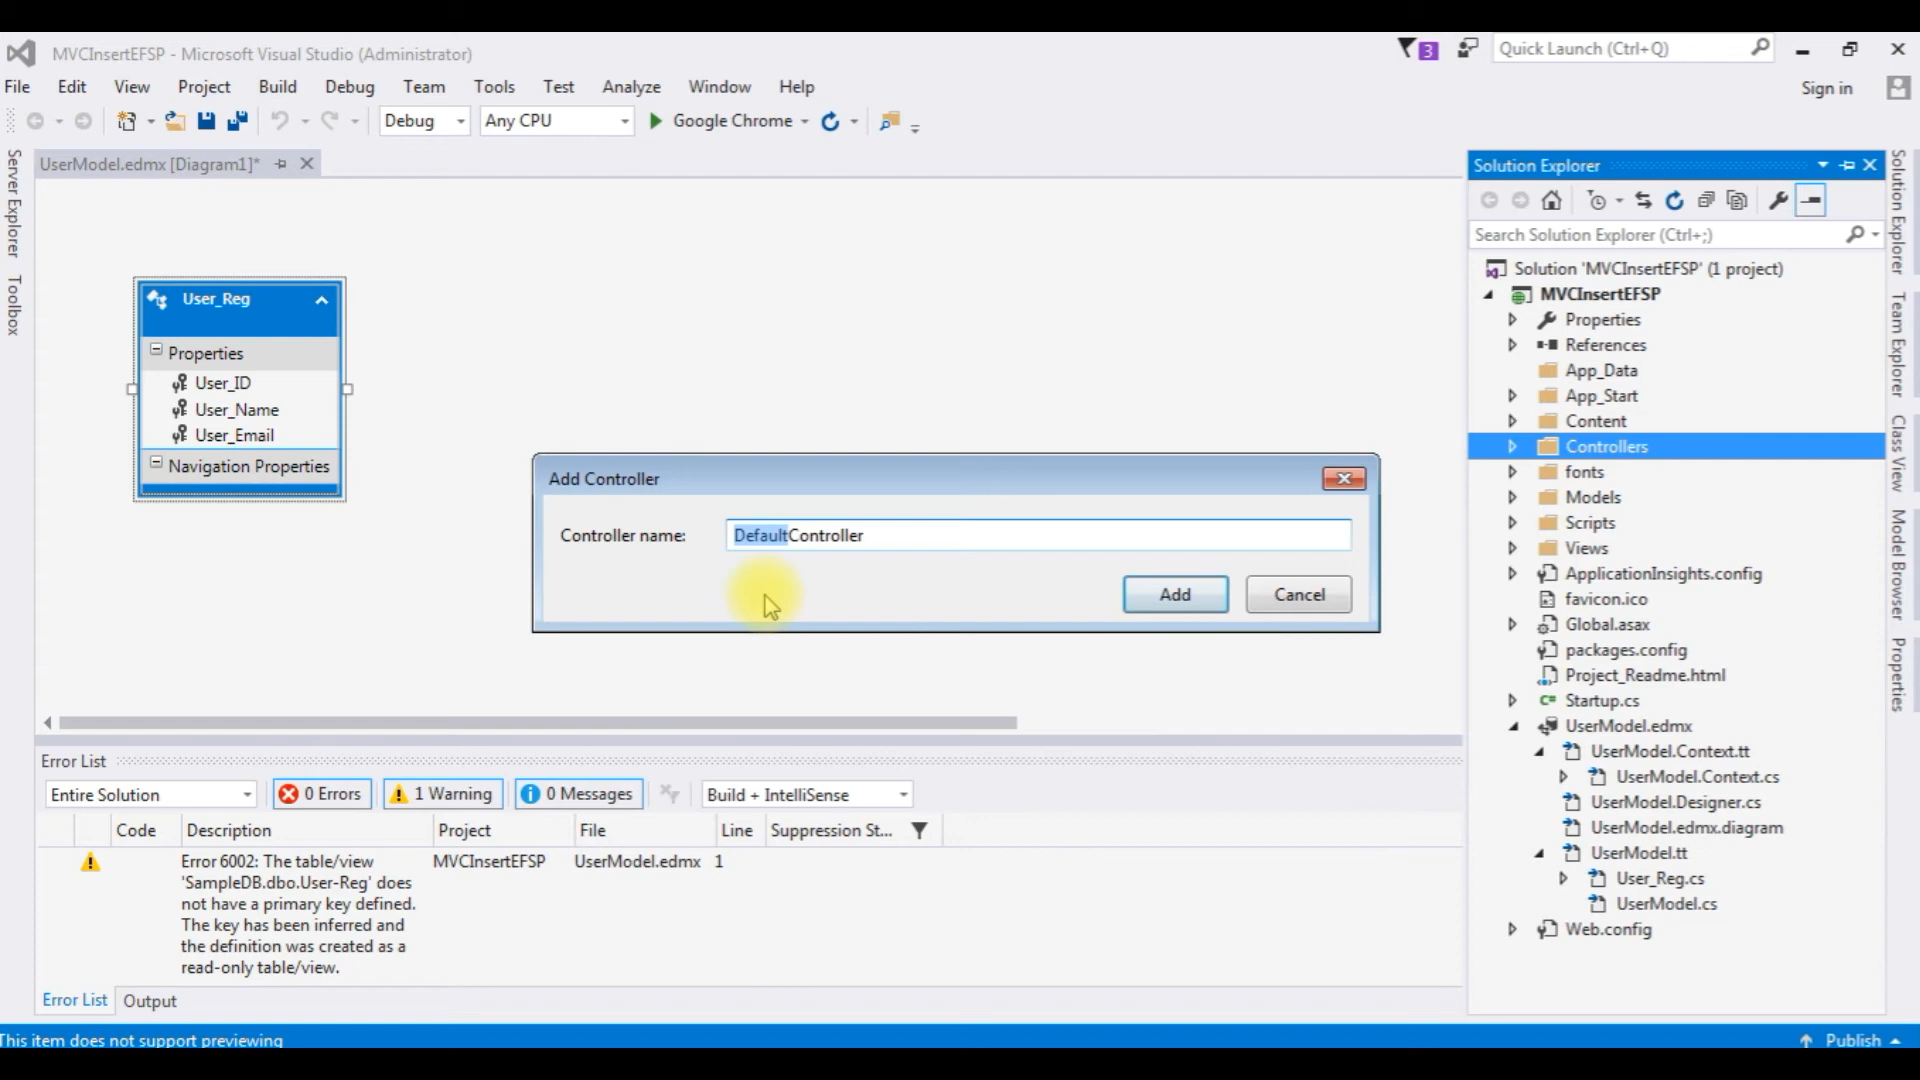 MVCInsertEFSP - Microsoft Visual Studio (Administrator)
3
Quick Launch (Ctrl+Q)
File Edit View Project Build Debug Team Tools Test Analyze Window Help
Sign in
Debug Any CPU Google Chrome
Server Explorer
Toolbox
UserModel.edmx [Diagram1]*
User_Reg
Properties
User_ID
User_Name
User_Email
Navigation Properties
Add Controller
Controller name: DefaultController
Add Cancel
Solution Explorer
Search Solution Explorer (Ctrl+;)
Solution 'MVCInsertEFSP' (1 project)
MVCInsertEFSP
Properties
References
App_Data
App_Start
Content
Controllers
fonts
Models
Scripts
Views
ApplicationInsights.config
favicon.ico
Global.asax
packages.config
Project_Readme.html
C# Startup.cs
UserModel.edmx
UserModel.Context.tt
UserModel.Context.cs
UserModel.Designer.cs
UserModel.edmx.diagram
UserModel.tt
User_Reg.cs
UserModel.cs
Web.config
Solution Explorer
Team Explorer
Class View
Model Browser
Properties
Error List
Entire Solution 0 Errors 1 Warning 0 Messages Build + IntelliSense
Code Description Project File Line Suppression St...
Error 6002: The table/view MVCInsertEFSP UserModel.edmx 1
'SampleDB.dbo.User-Reg' does
not have a primary key defined.
The key has been inferred and
the definition was created as a
read-only table/view.
Error List Output
This item does not support previewing
Publish